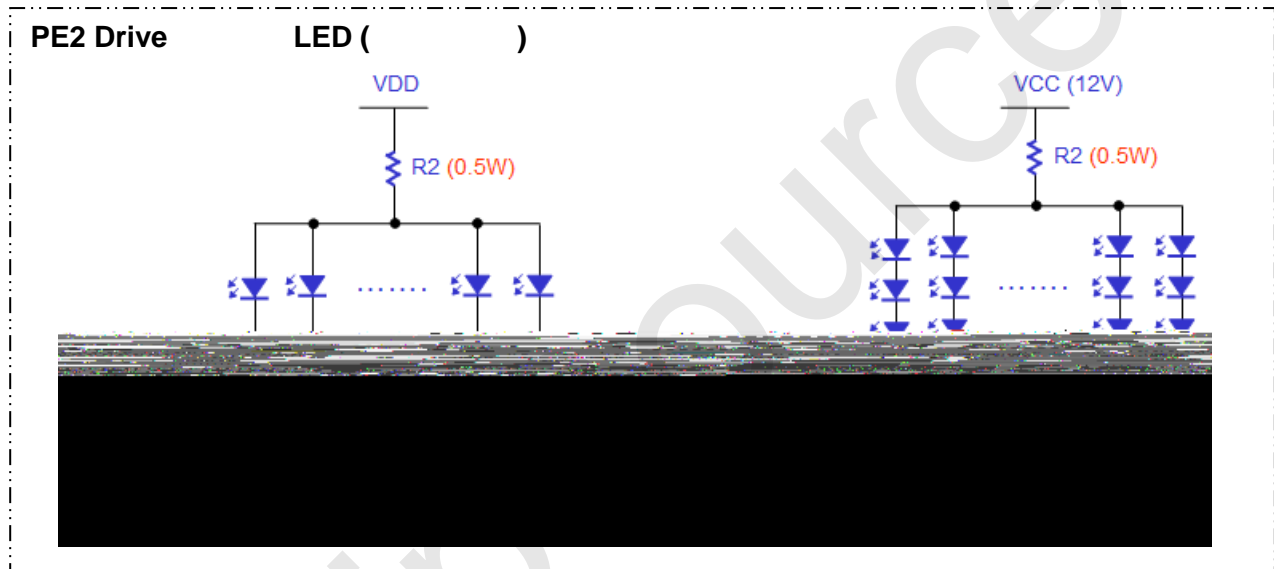 PE2 Drive LED ( )
VDD
VCC (12V)
R2 (0.5W)
R2 (0.5W)